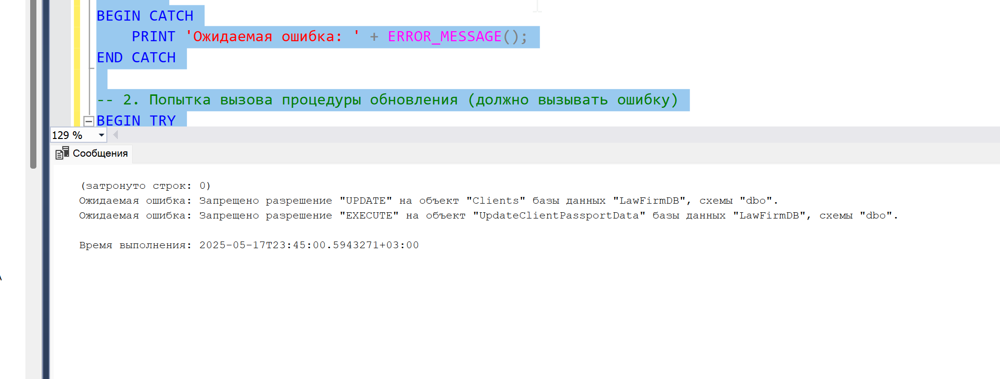 BEGIN CATCH
PRINT 'Ожидаемая ошибка: ' + ERROR_MESSAGE();
END CATCH
-- 2. Попытка вызова процедуры обновления (должно вызывать ошибку)
BEGIN TRY
129 %
Сообщения
(затронуто строк: 0)
Ожидаемая ошибка: Запрещено разрешение "UPDATE" на объект "Clients" базы данных "LawFirmDB", схемы "dbo".
Ожидаемая ошибка: Запрещено разрешение "EXECUTE" на объект "UpdateClientPassportData" базы данных "LawFirmDB", схемы "dbo".
Время выполнения: 2025-05-17T23:45:00.5943271+03:00